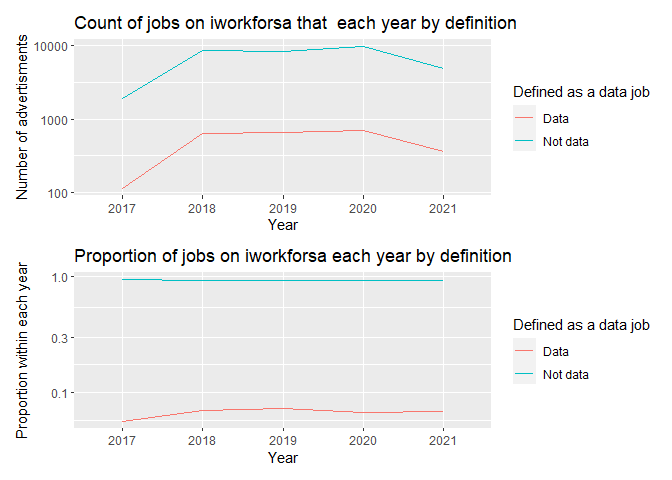 Count of jobs on iworkforsa that  each year by definition
Number of advertisments
10000
1000
100
2017 2018 2019 2020 2021
Year
Defined as a data job
Data
Not data
Proportion of jobs on iworkforsa each year by definition
Proportion within each year
1.0
0.3
0.1
2017 2018 2019 2020 2021
Year
Defined as a data job
Data
Not data